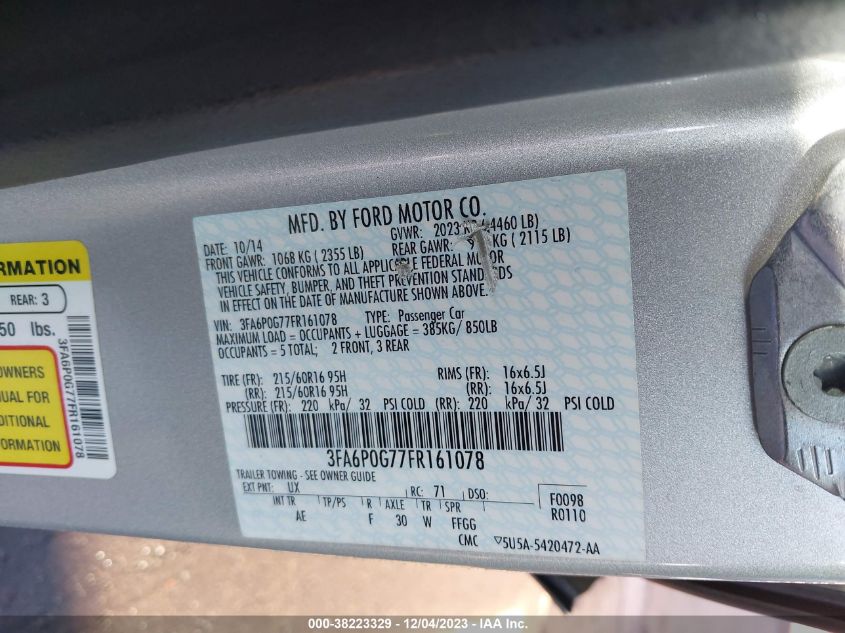 RMATION
REAR: 3
50 lbs.
OWNERS
NUAL FOR
DITIONAL
FORMATION
3FA6P0G77FR161078
MFD. BY FORD MOTOR CO.
DATE: 10/14
GVWR: 2023 4460 LB)
FRONT GAWR: 1068 KG ( 2355 LB)
REAR GAWR: KG ( 2115 LB)
THIS VEHICLE CONFORMS TO ALL APPLICABLE FEDERAL MOTOR
VEHICLE SAFETY, BUMPER, AND THEFT PREVENTION STANDARDS
IN EFFECT ON THE DATE OF MANUFACTURE SHOWN ABOVE.
VIN: 3FA6P0G77FR161078 TYPE: Passenger Car
MAXIMUM LOAD = OCCUPANTS + LUGGAGE = 385KG/ 850LB
OCCUPANTS = 5 TOTAL; 2 FRONT, 3 REAR
TIRE (FR): 215/60R16 95H RIMS (FR): 16x6.5J
(RR): 215/60R16 95H (RR): 16x6.5J
PRESSURE (FR): 220 kPa/ 32 PSI COLD (RR): 220 kPa/ 32 PSI COLD
3FA6P0G77FR161078
TRAILER TOWING - SEE OWNER GUIDE
EXT PNT: UX RC: 71 DSO: F0098
INT TR TP/PS R AXLE TR SPR R0110
AE F 30 W FFGG
CMC ▽5U5A-5420472-AA
000-38223329 - 12/04/2023 - IAA Inc.